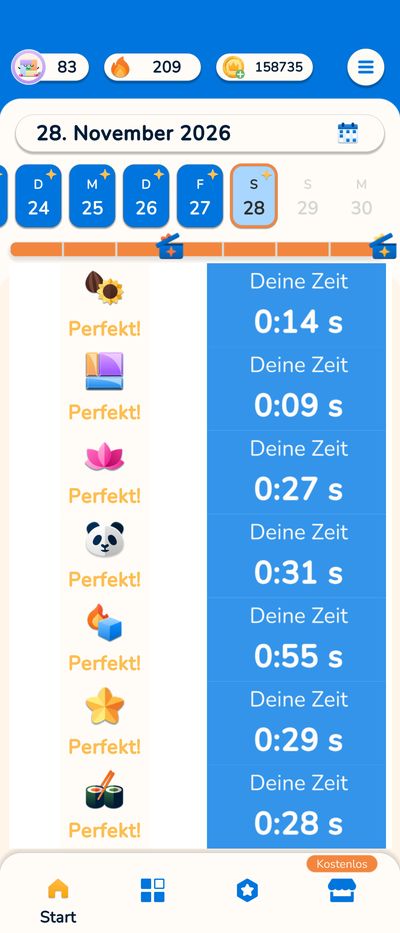 83
209
158735
28. November 2026
D
24
M
25
D
26
F
27
S
28
S
29
M
30
Deine Zeit
0:14 s
Perfekt!
Deine Zeit
0:09 s
Perfekt!
Deine Zeit
0:27 s
Perfekt!
Deine Zeit
0:31 s
Perfekt!
Deine Zeit
0:55 s
Perfekt!
Deine Zeit
0:29 s
Perfekt!
Deine Zeit
0:28 s
Perfekt!
Kostenlos
Start